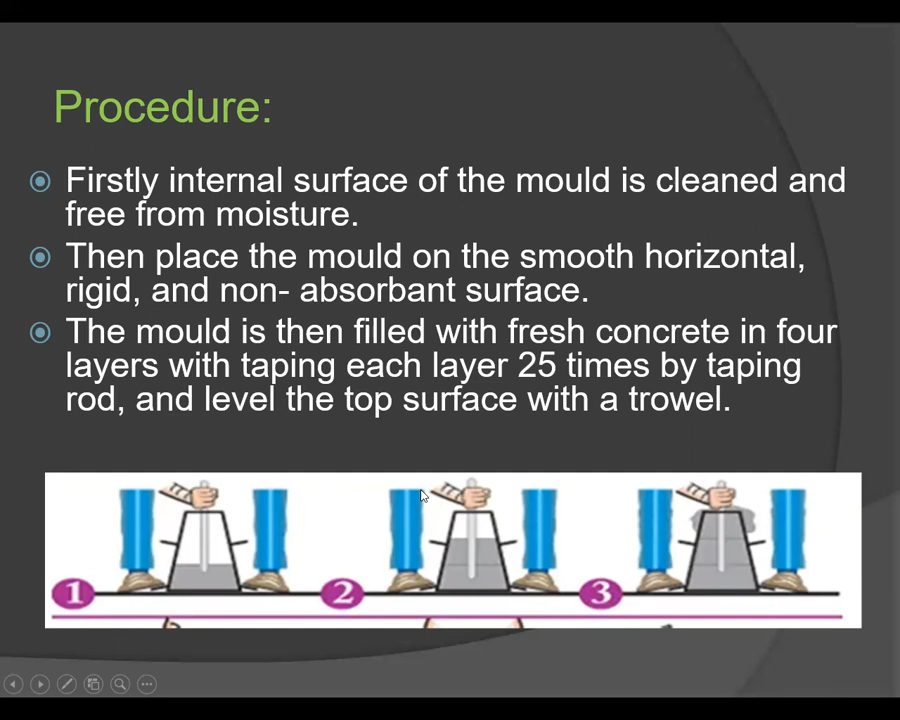 Procedure:
Firstly internal surface of the mould is cleaned and
free from moisture.
Then place the mould on the smooth horizontal,
rigid, and non- absorbant surface.
The mould is then filled with fresh concrete in four
layers with taping each layer 25 times by taping
rod, and level the top surface with a trowel.
1 2 3